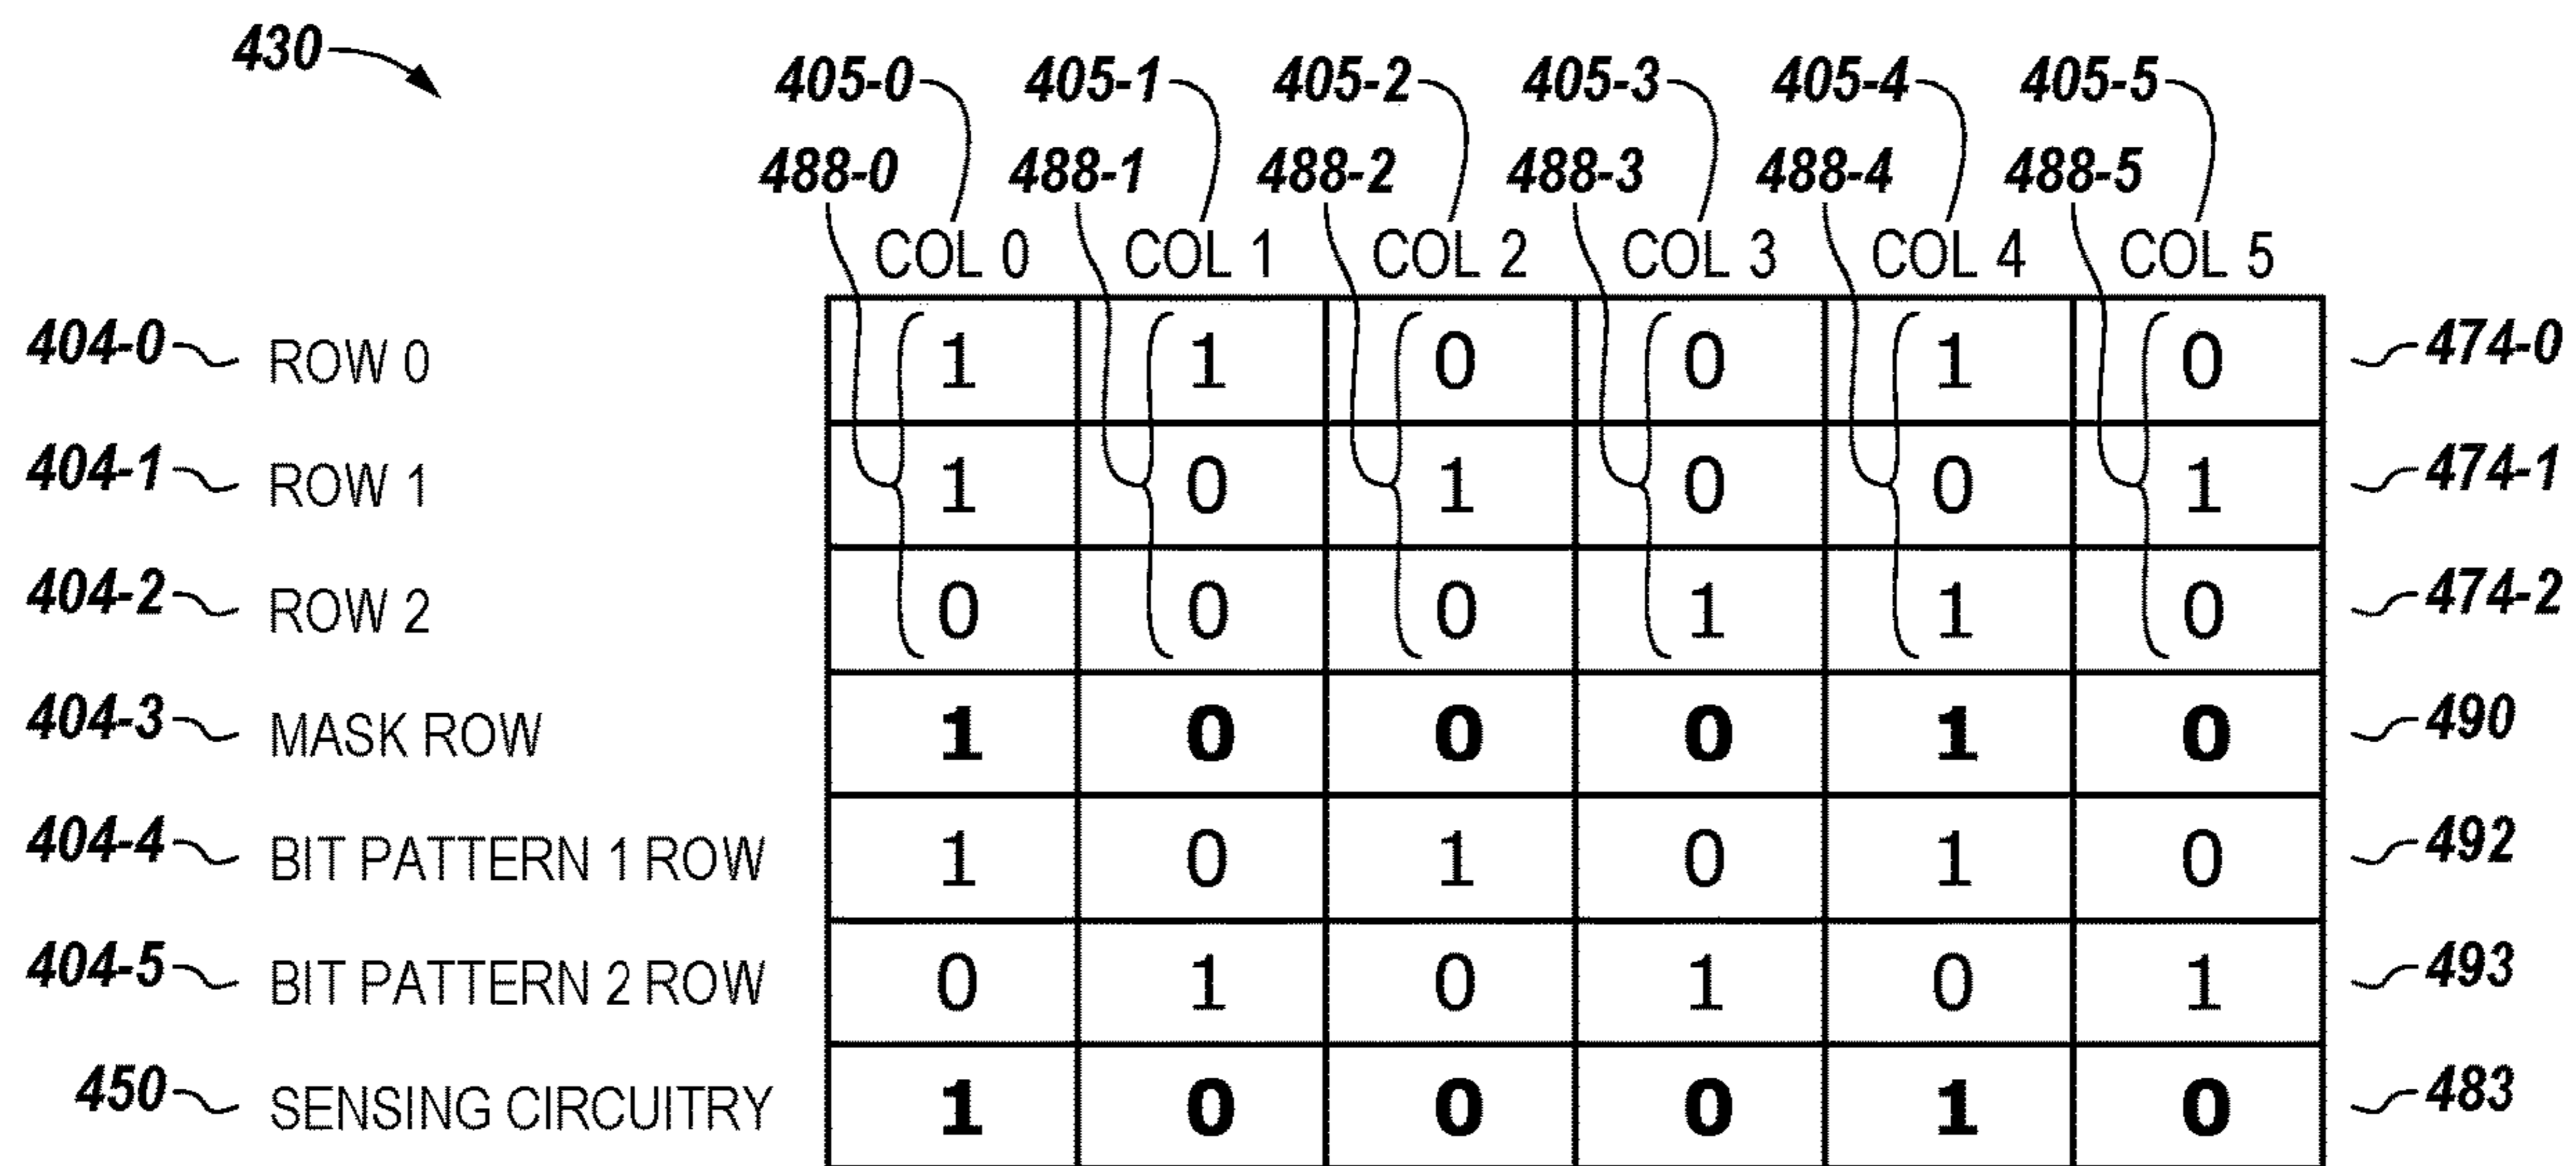 430
405-0 405-1 405-2 405-3 405-4 405-5
488-0 488-1 488-2 488-3 488-4 488-5
COL 0 COL 1 COL 2 COL 3 COL 4 COL 5
404-0 ROW 0 1 1 0 0 1 0 474-0
404-1 ROW 1 1 0 1 0 0 1 474-1
404-2 ROW 2 0 0 0 1 1 0 474-2
404-3 MASK ROW 1 0 0 0 1 0 490
404-4 BIT PATTERN 1 ROW 1 0 1 0 1 0 492
404-5 BIT PATTERN 2 ROW 0 1 0 1 0 1 493
450 SENSING CIRCUITRY 1 0 0 0 1 0 483